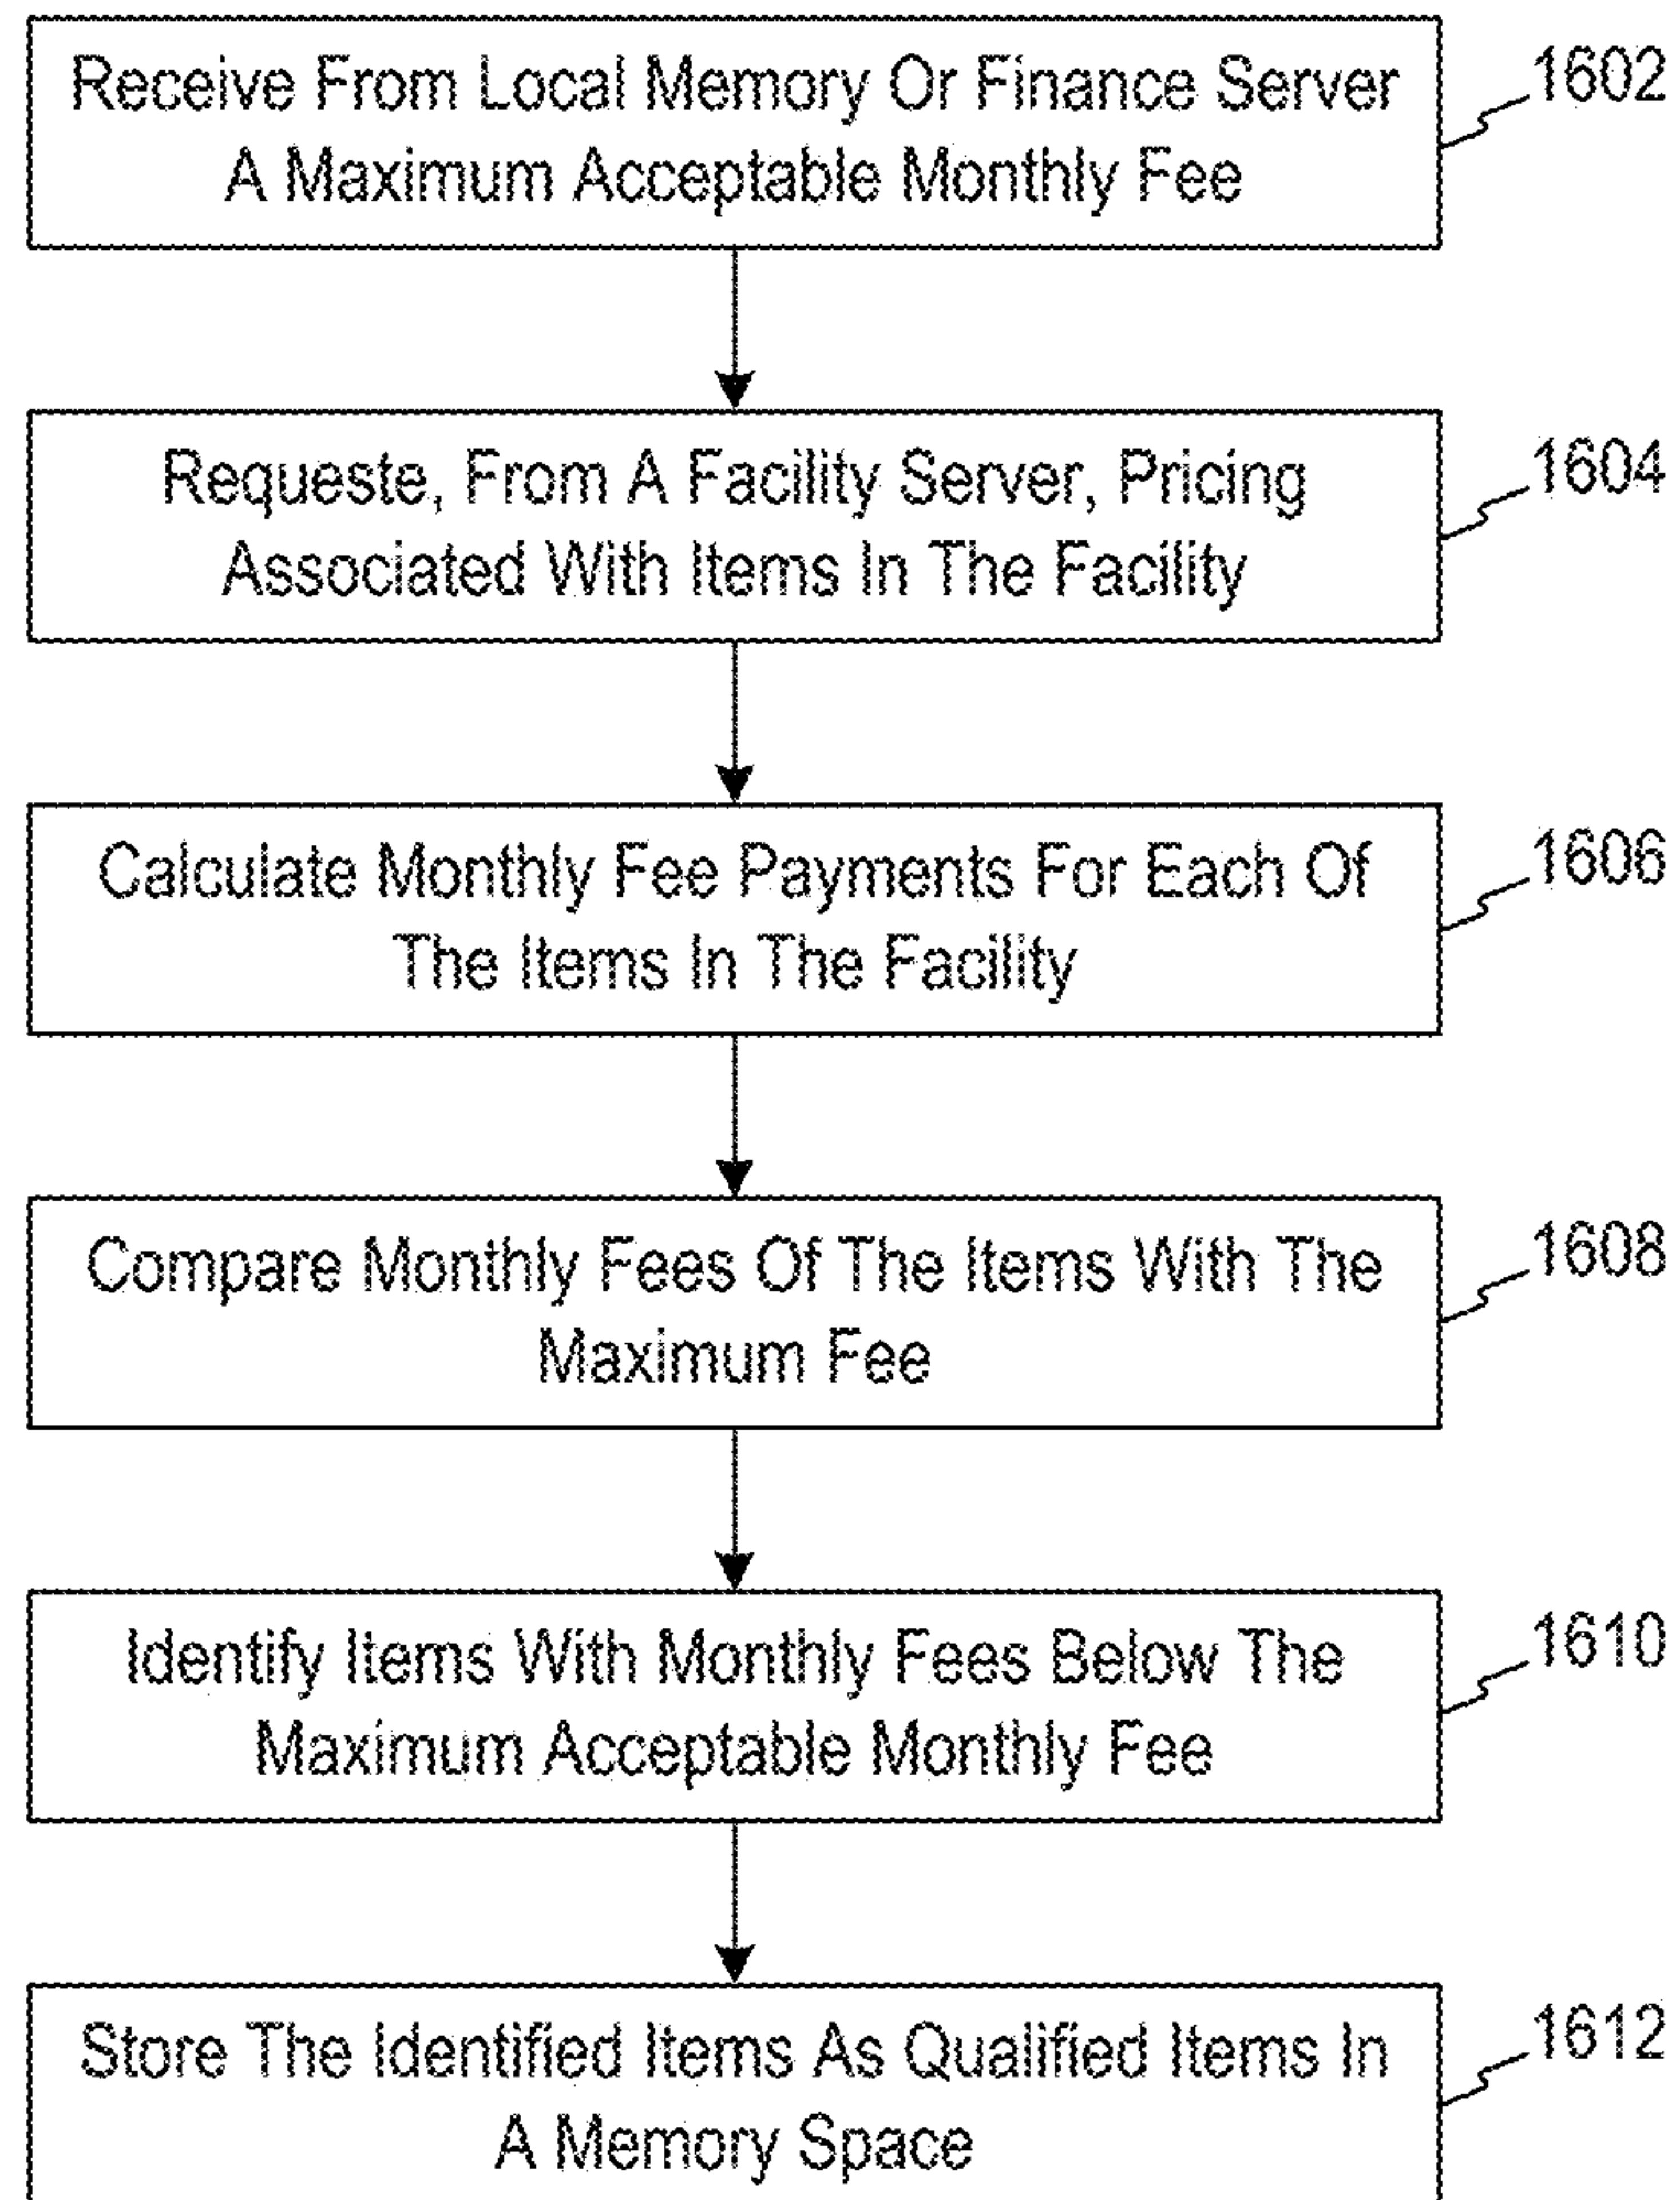 Receive From Local Memory Or Finance Server
A Maximum Acceptable Monthly Fee
1602
Requeste, From A Facility Server, Pricing
Associated With Items In The Facility
1604
Calculate Monthly Fee Payments For Each Of
The Items In The Facility
1606
Compare Monthly Fees Of The Items With The
Maximum Fee
1608
Identify Items With Monthly Fees Below The
Maximum Acceptable Monthly Fee
1610
Store The Identified Items As Qualified Items In
A Memory Space
1612